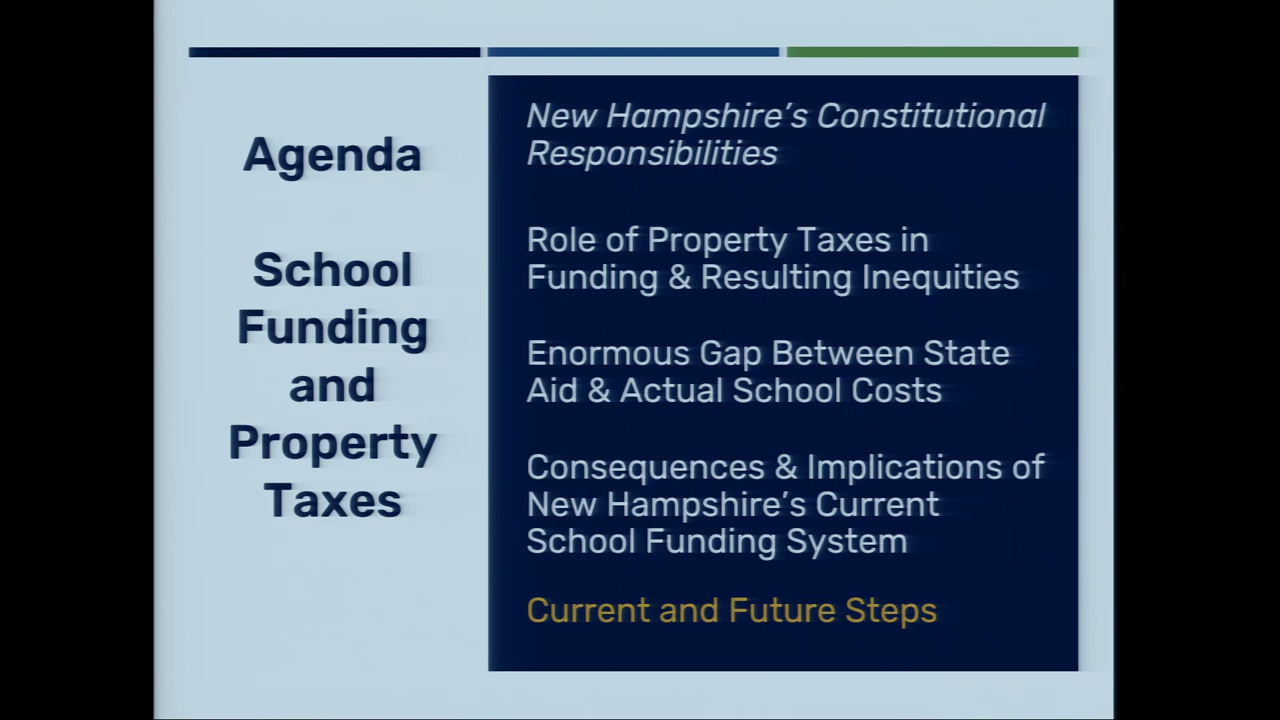 Agenda
School
Funding
and
Property
Taxes
New Hampshire’s Constitutional
Responsibilities
Role of Property Taxes in
Funding & Resulting Inequities
Enormous Gap Between State
Aid & Actual School Costs
Consequences & Implications of
New Hampshire’s Current
School Funding System
Current and Future Steps